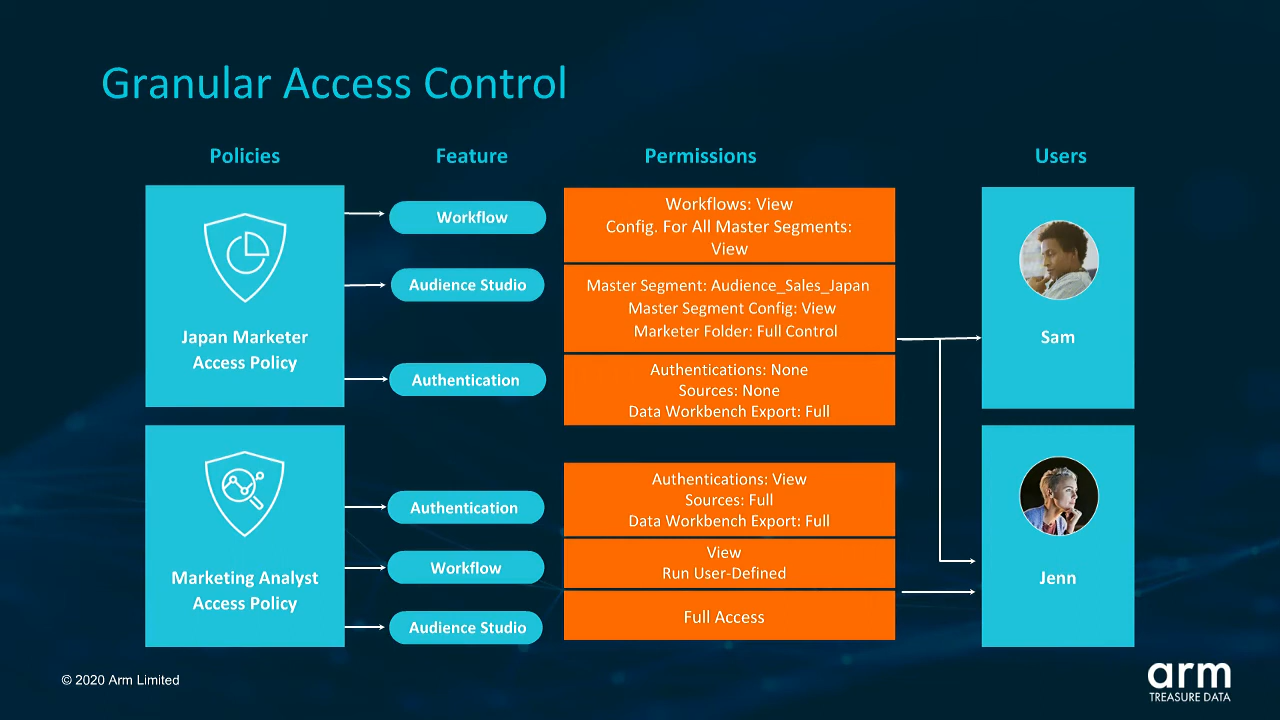 Granular Access Control
Policies
Feature
Permissions
Users
Japan Marketer
Access Policy
Workflow
Audience Studio
Authentication
Workflows: View
Config. For All Master Segments:
View
Master Segment: Audience_Sales_Japan
Master Segment Config: View
Marketer Folder: Full Control
Authentications: None
Sources: None
Data Workbench Export: Full
Sam
Marketing Analyst
Access Policy
Authentication
Workflow
Audience Studio
Authentications: View
Sources: Full
Data Workbench Export: Full
View
Run User-Defined
Full Access
Jenn
© 2020 Arm Limited
arm
TREASURE DATA